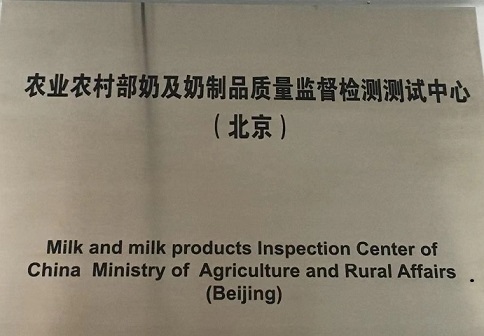 农业农村部奶及奶制品质量监督检测测试中心
（北京）
Milk and milk products Inspection Center of
China Ministry of Agriculture and Rural Affairs
(Beijing)